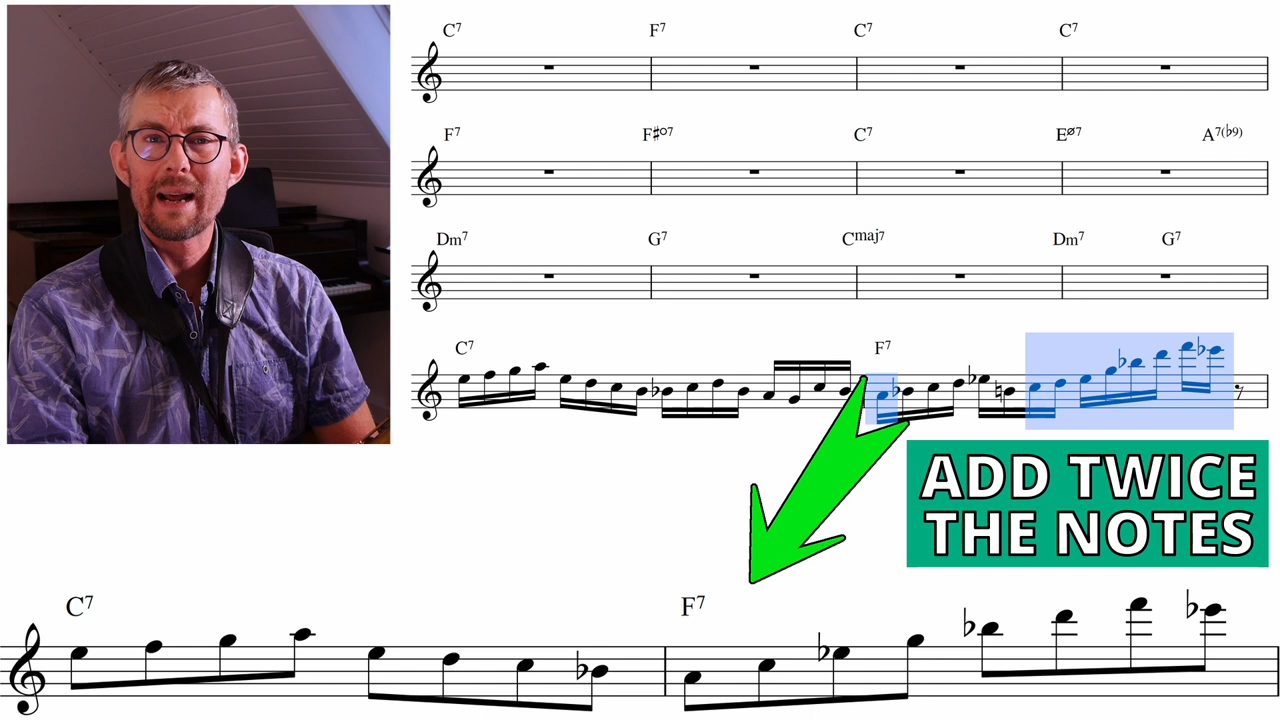 C7 F7 C7 C7
F7 F♯o7 C7 Eø7 A7(♭9)
Dm7 G7 Cmaj7 Dm7 G7
C7 F7
ADD TWICE
THE NOTES
C7 F7